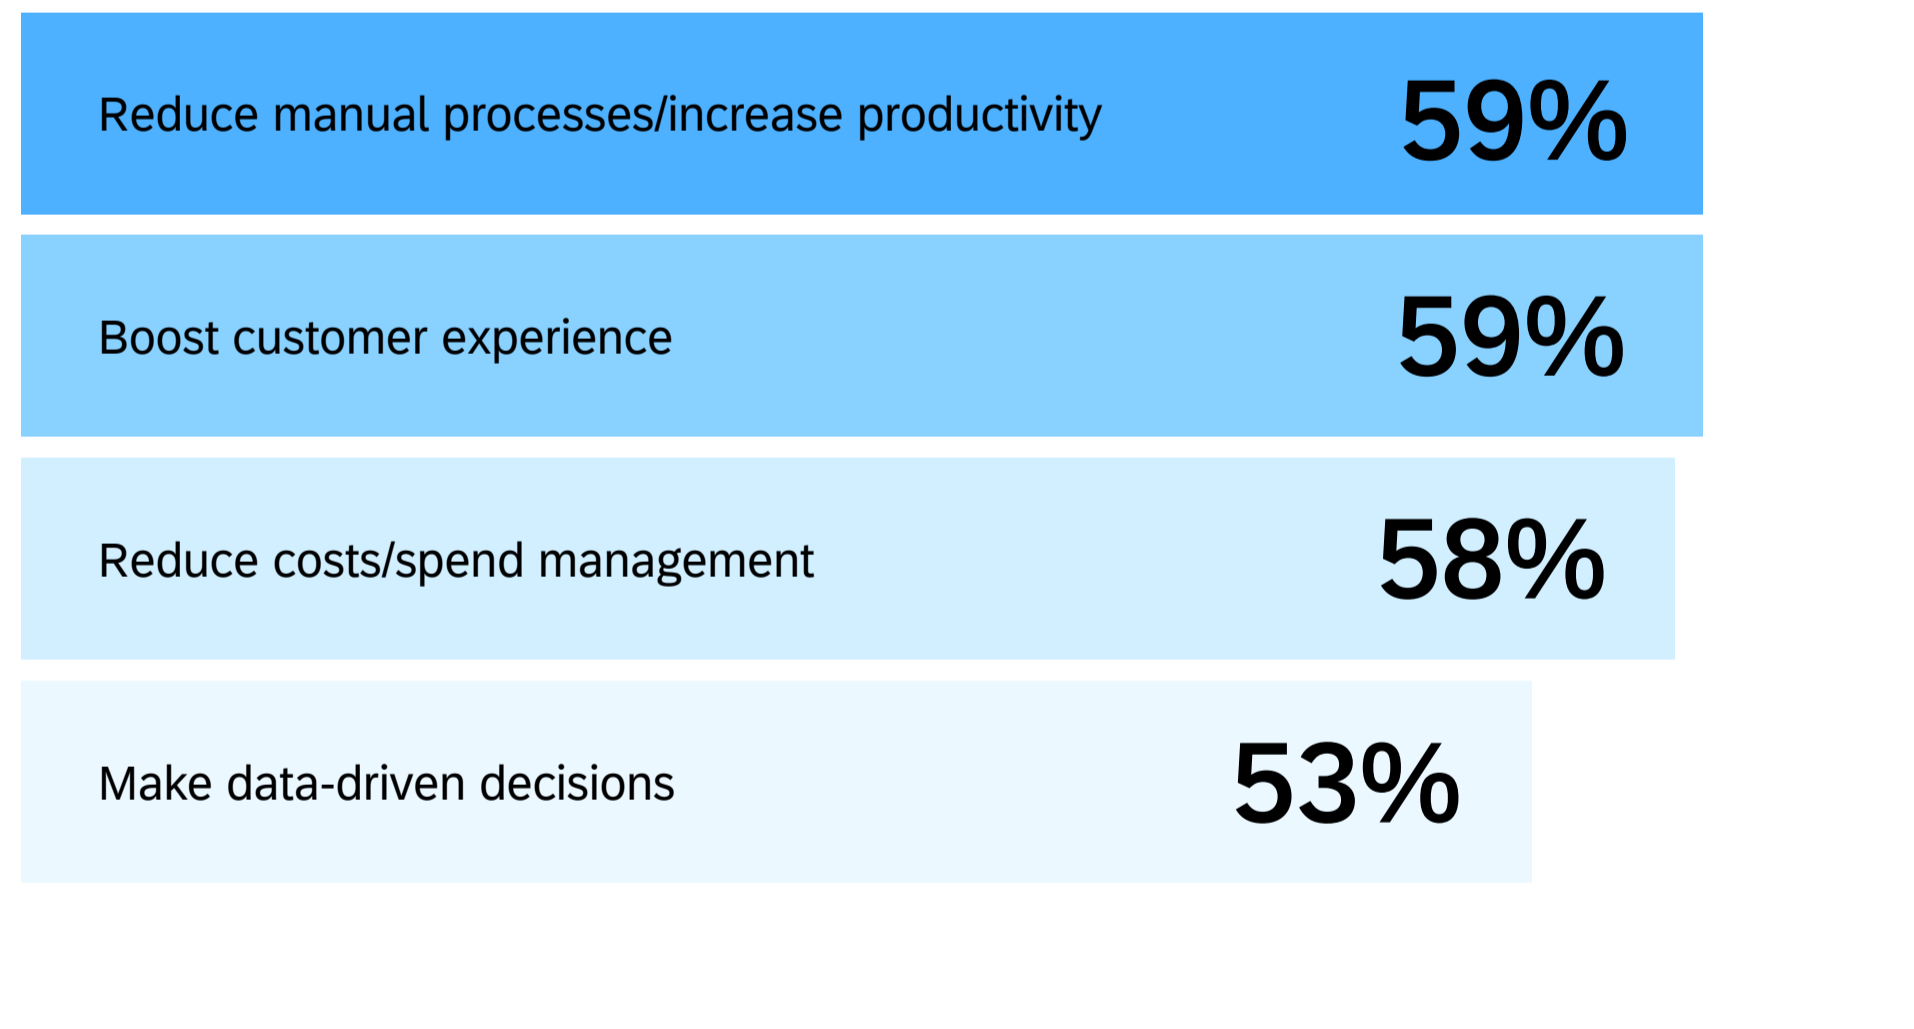 Reduce manual processes/increase productivity 59%
Boost customer experience 59%
Reduce costs/spend management 58%
Make data-driven decisions 53%